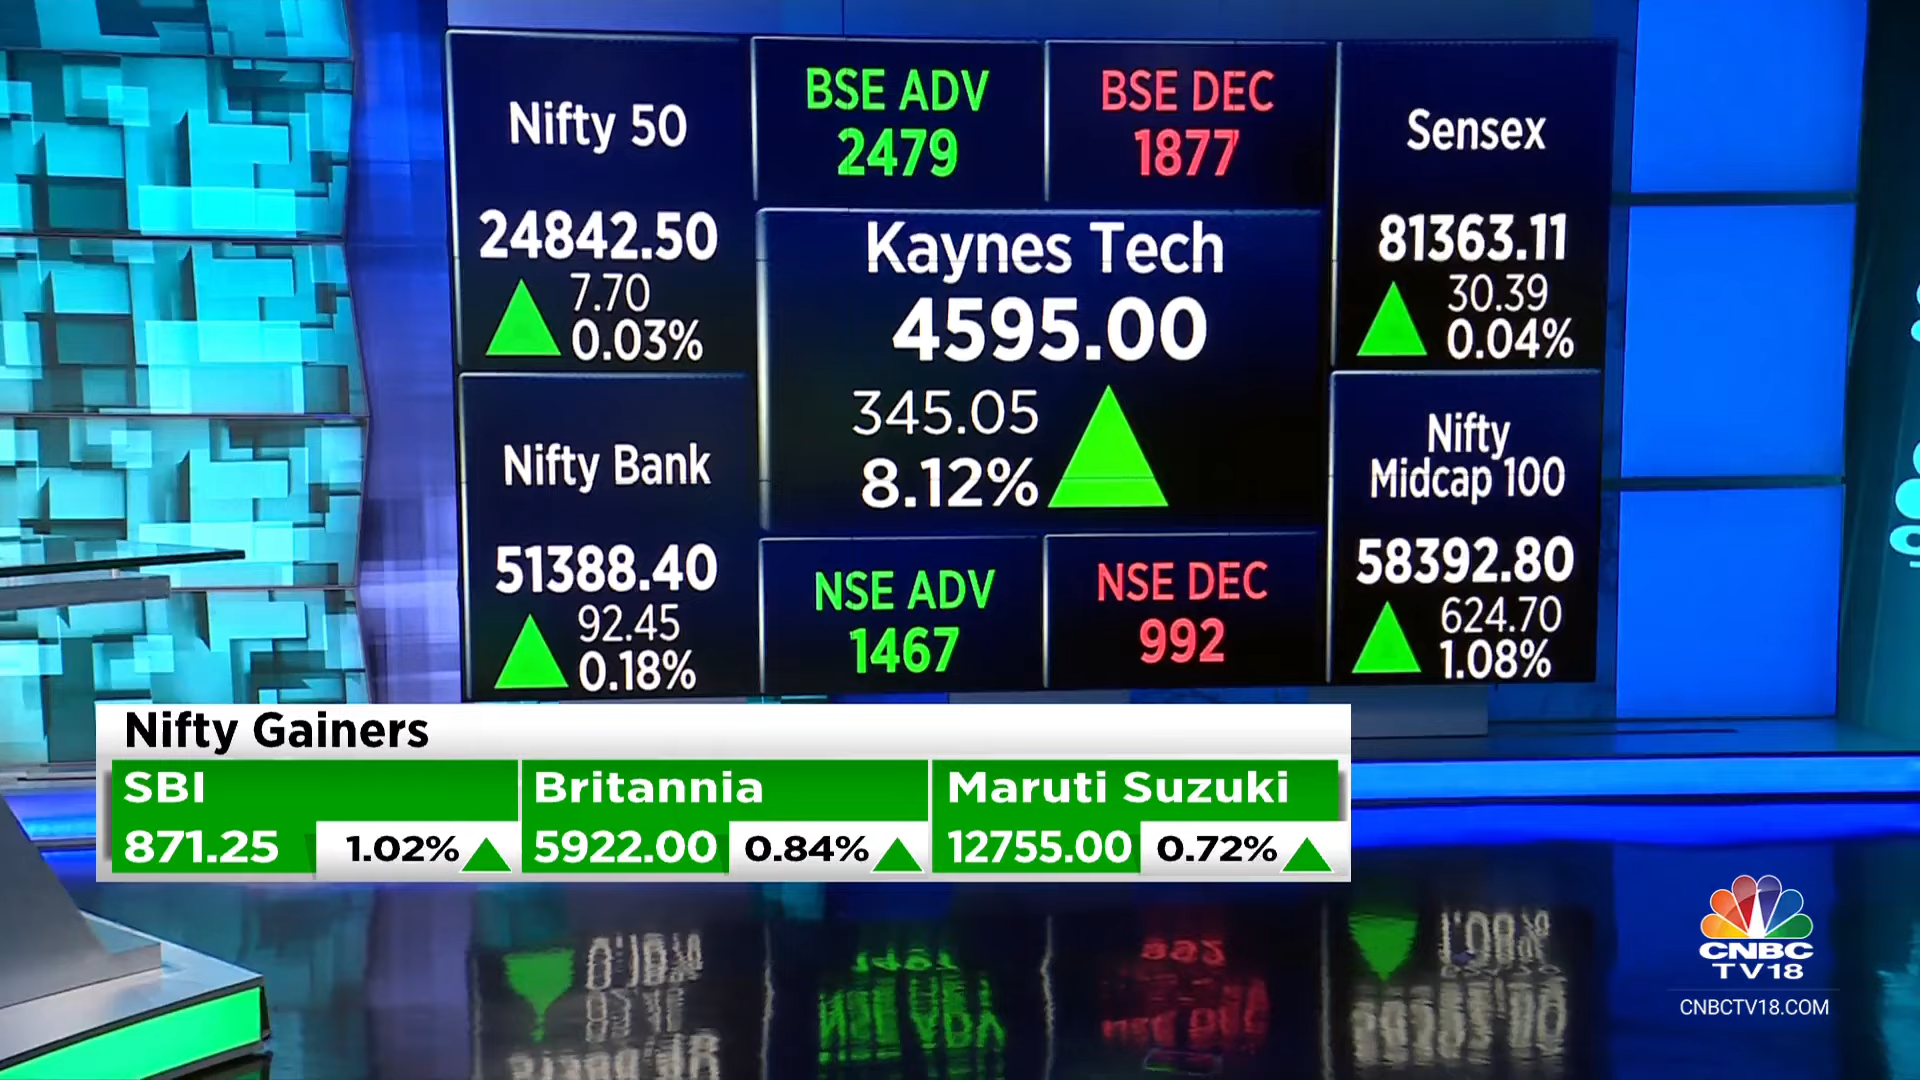 Nifty 50
24842.50
7.70
0.03%
BSE ADV
2479
BSE DEC
1877
Sensex
81363.11
30.39
0.04%
Kaynes Tech
4595.00
345.05
8.12%
Nifty Bank
51388.40
92.45
0.18%
NSE ADV
1467
NSE DEC
992
Nifty
Midcap 100
58392.80
624.70
1.08%
Nifty Gainers
SBI
871.25 1.02%
Britannia
5922.00 0.84%
Maruti Suzuki
12755.00 0.72%
CNBC
TV18
CNBCTV18.COM